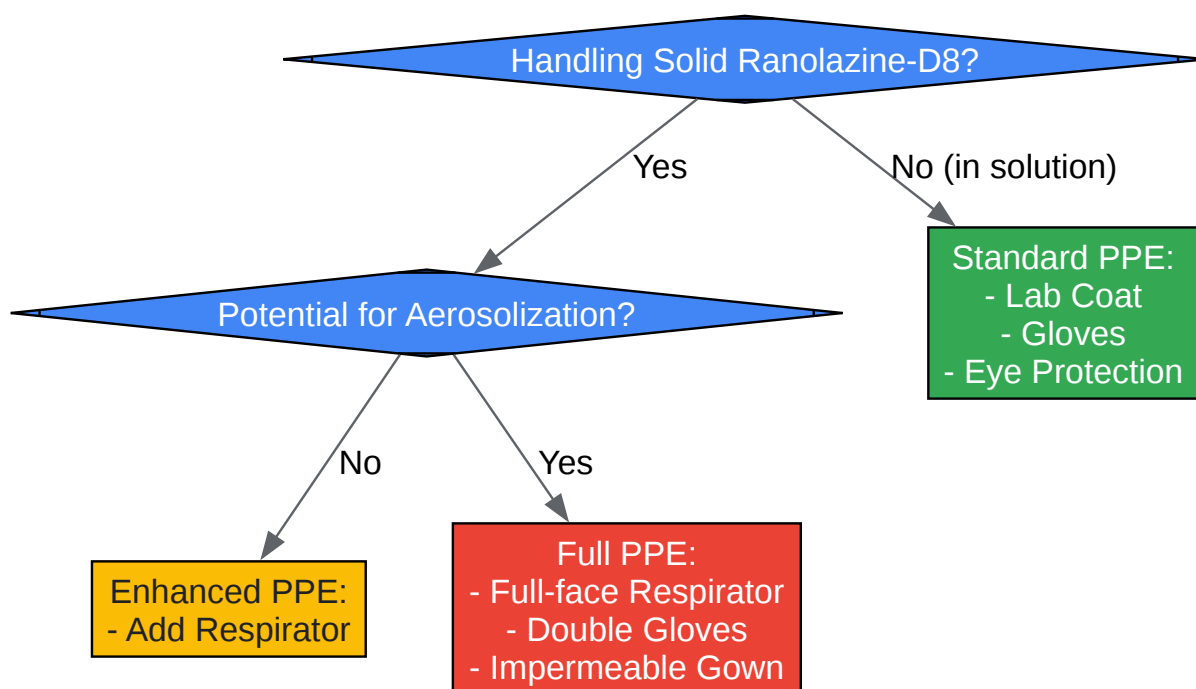 Handling Solid Ranolazine-D8?
Yes
No (in solution)
Standard PPE:
- Lab Coat
- Gloves
- Eye Protection
Potential for Aerosolization?
No
Yes
Enhanced PPE:
- Add Respirator
Full PPE:
- Full-face Respirator
- Double Gloves
- Impermeable Gown